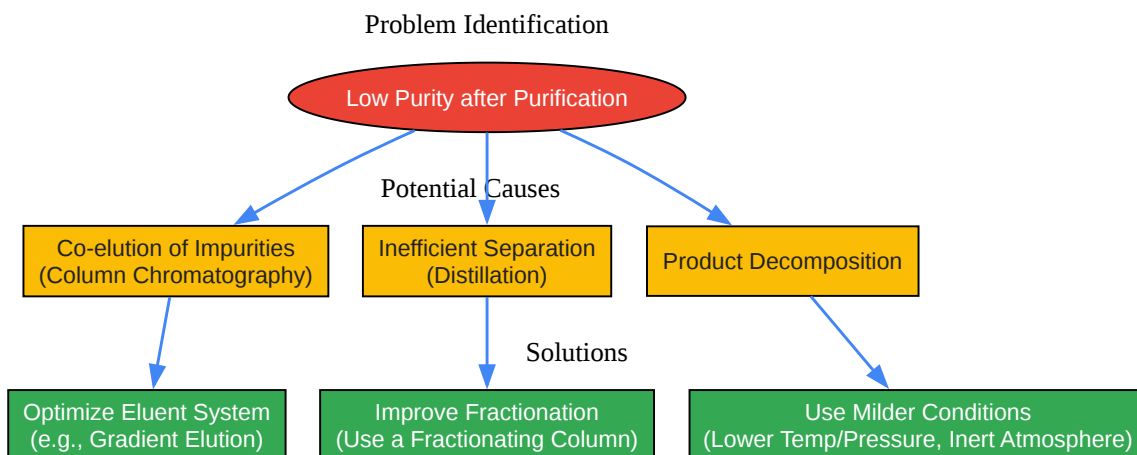 Problem Identification
Low Purity after Purification
Potential Causes
Co-elution of Impurities
(Column Chromatography)
Inefficient Separation
(Distillation)
Product Decomposition
Solutions
Optimize Eluent System
(e.g., Gradient Elution)
Improve Fractionation
(Use a Fractionating Column)
Use Milder Conditions
(Lower Temp/Pressure, Inert Atmosphere)